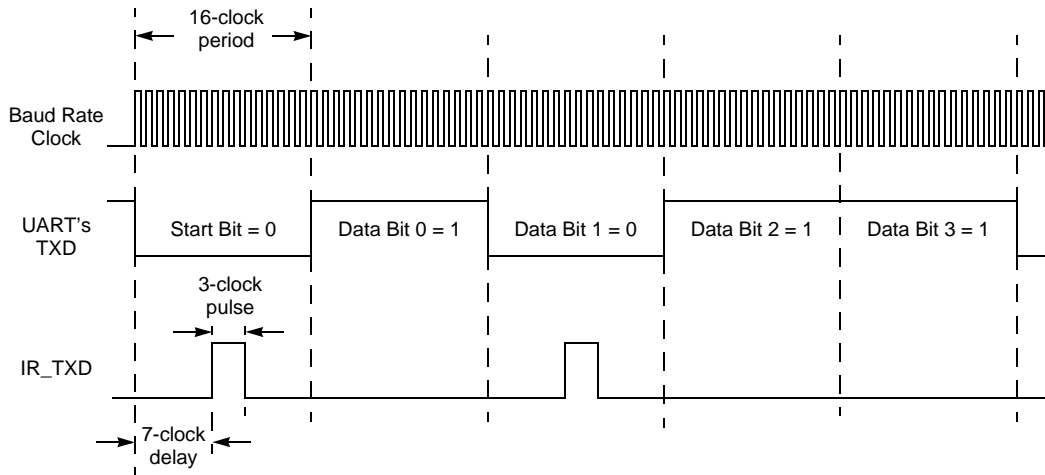 16-clock
period
Baud Rate
Clock
UART's
TXD
Start Bit = 0
Data Bit 0 = 1
Data Bit 1 = 0
Data Bit 2 = 1
Data Bit 3 = 1
3-clock
pulse
IR_TXD
7-clock
delay